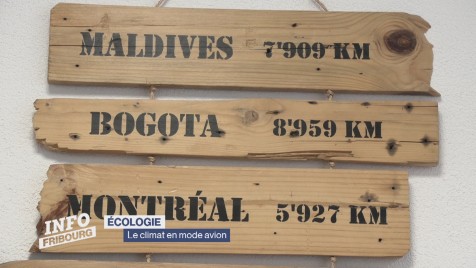 MALDIVES 7'909 KM
BOGOTA 8'959 KM
MONTRÉAL 5'927 KM
INFO
FRIBOURG
ÉCOLOGIE
Le climat en mode avion